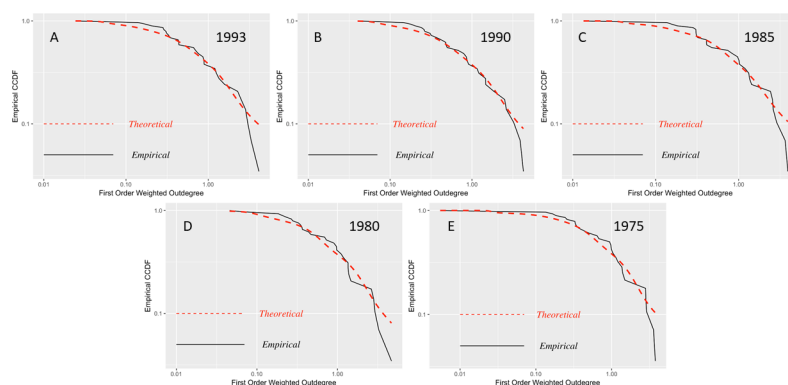 A 1993
1.0
0.1
Empirical CCDF
Theoretical
Empirical
0.01 0.10 1.00
First Order Weighted Outdegree
B 1990
1.0
0.1
Empirical CCDF
Theoretical
Empirical
0.01 0.10 1.00
First Order Weighted Outdegree
C 1985
1.0
0.1
Empirical CCDF
Theoretical
Empirical
0.01 0.10 1.00
First Order Weighted Outdegree
D 1980
1.0
0.1
Empirical CCDF
Theoretical
Empirical
0.01 0.10 1.00
First Order Weighted Outdegree
E 1975
1.0
0.1
Empirical CCDF
Theoretical
Empirical
0.01 0.10 1.00
First Order Weighted Outdegree